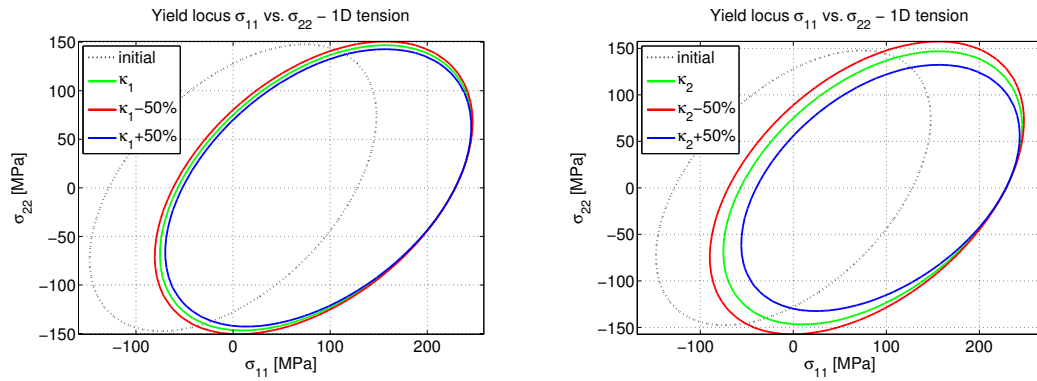 Yield locus σ11 vs. σ22 − 1D tension
150
100
50
0
−50
−100
−150
σ22 [MPa]
initial
κ1
κ1−50%
κ1+50%
−100
0
100
200
σ11 [MPa]
Yield locus σ11 vs. σ22 − 1D tension
150
100
50
0
−50
−100
−150
σ22 [MPa]
initial
κ2
κ2−50%
κ2+50%
−100
0
100
200
σ11 [MPa]